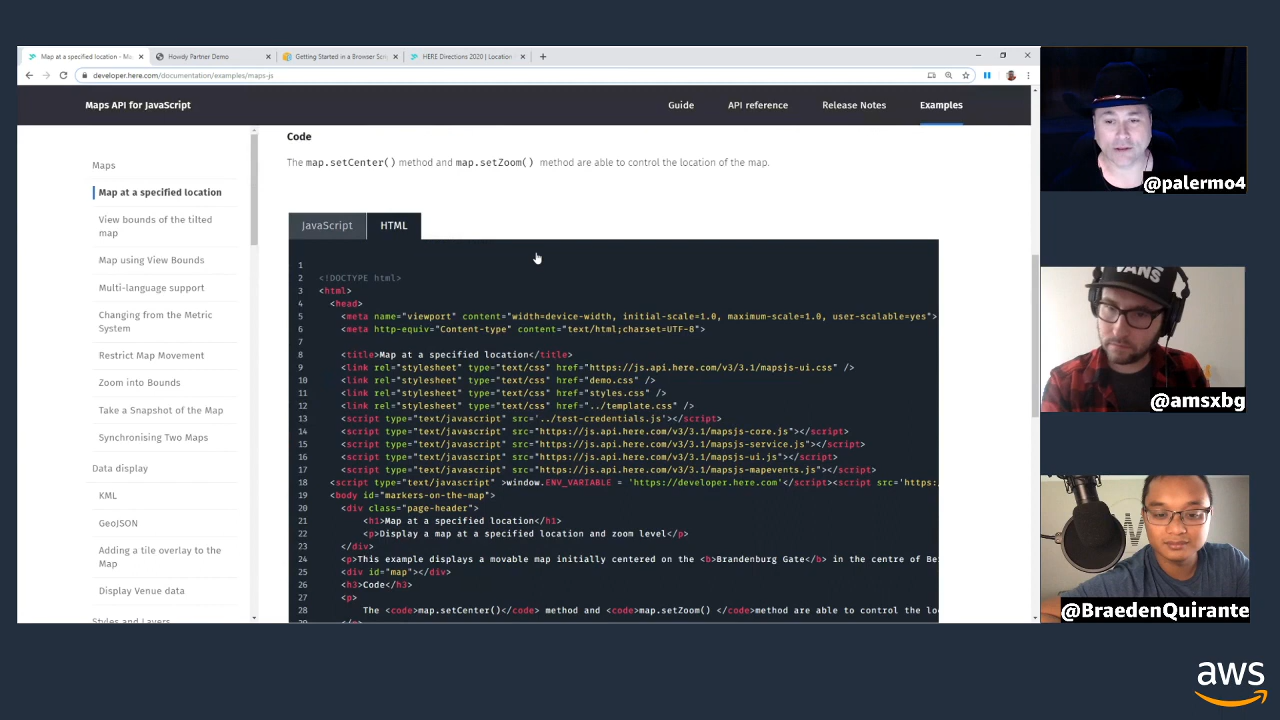 Map at a specified location - Ma
Howdy Partner Demo
Getting Started in a Browser Scri
HERE Directions 2020 | Location
developer.here.com/documentation/examples/maps-js
Maps API for JavaScript
Guide
API reference
Release Notes
Examples
Maps
Map at a specified location
View bounds of the tilted
map
Map using View Bounds
Multi-language support
Changing from the Metric
System
Restrict Map Movement
Zoom into Bounds
Take a Snapshot of the Map
Synchronising Two Maps
Data display
KML
GeoJSON
Adding a tile overlay to the
Map
Display Venue data
Styles and Layers
Code
The map.setCenter() method and map.setZoom() method are able to control the location of the map.
JavaScript
HTML
1
2 <!DOCTYPE html>
3 <html>
4 <head>
5 <meta name="viewport" content="width=device-width, initial-scale=1.0, maximum-scale=1.0, user-scalable=yes">
6 <meta http-equiv="Content-type" content="text/html;charset=UTF-8">
7
8 <title>Map at a specified location</title>
9 <link rel="stylesheet" type="text/css" href="https://js.api.here.com/v3/3.1/mapsjs-ui.css" />
10 <link rel="stylesheet" type="text/css" href="demo.css" />
11 <link rel="stylesheet" type="text/css" href="styles.css" />
12 <link rel="stylesheet" type="text/css" href="../template.css" />
13 <script type="text/javascript" src='../test-credentials.js'></script>
14 <script type="text/javascript" src="https://js.api.here.com/v3/3.1/mapsjs-core.js"></script>
15 <script type="text/javascript" src="https://js.api.here.com/v3/3.1/mapsjs-service.js"></script>
16 <script type="text/javascript" src="https://js.api.here.com/v3/3.1/mapsjs-ui.js"></script>
17 <script type="text/javascript" src="https://js.api.here.com/v3/3.1/mapsjs-mapevents.js"></script>
18 <script type="text/javascript" >window.ENV_VARIABLE = 'https://developer.here.com'</script><script src='https:
19 <body id="markers-on-the-map">
20 <div class="page-header">
21 <h1>Map at a specified location</h1>
22 <p>Display a map at a specified location and zoom level</p>
23 </div>
24 <p>This example displays a movable map initially centered on the <b>Brandenburg Gate</b> in the centre of Be
25 <div id="map"></div>
26 <h3>Code</h3>
27 <p>
28 The <code>map.setCenter()</code> method and <code>map.setZoom() </code>method are able to control the lo
29 </p>
@palermo4
VANS
@amsxbg
@BraedenQuirante
aws